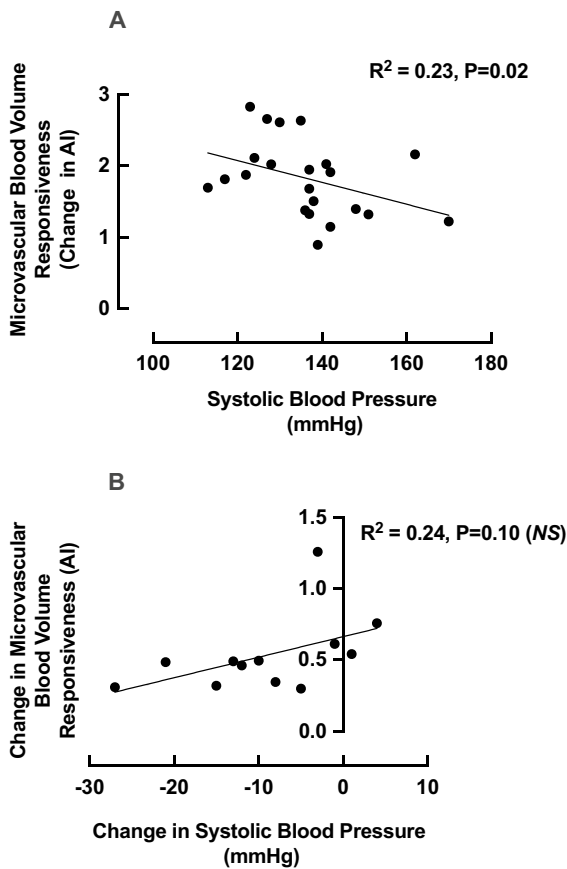 A
R² = 0.23, P=0.02
Microvascular Blood Volume
Responsiveness
(Change in AI)
3
2
1
0
100 120 140 160 180
Systolic Blood Pressure
(mmHg)
B
R² = 0.24, P=0.10 (NS)
Change in Microvascular
Blood Volume
Responsiveness (AI)
1.5
1.0
0.5
0.0
-30 -20 -10 0 10
Change in Systolic Blood Pressure
(mmHg)